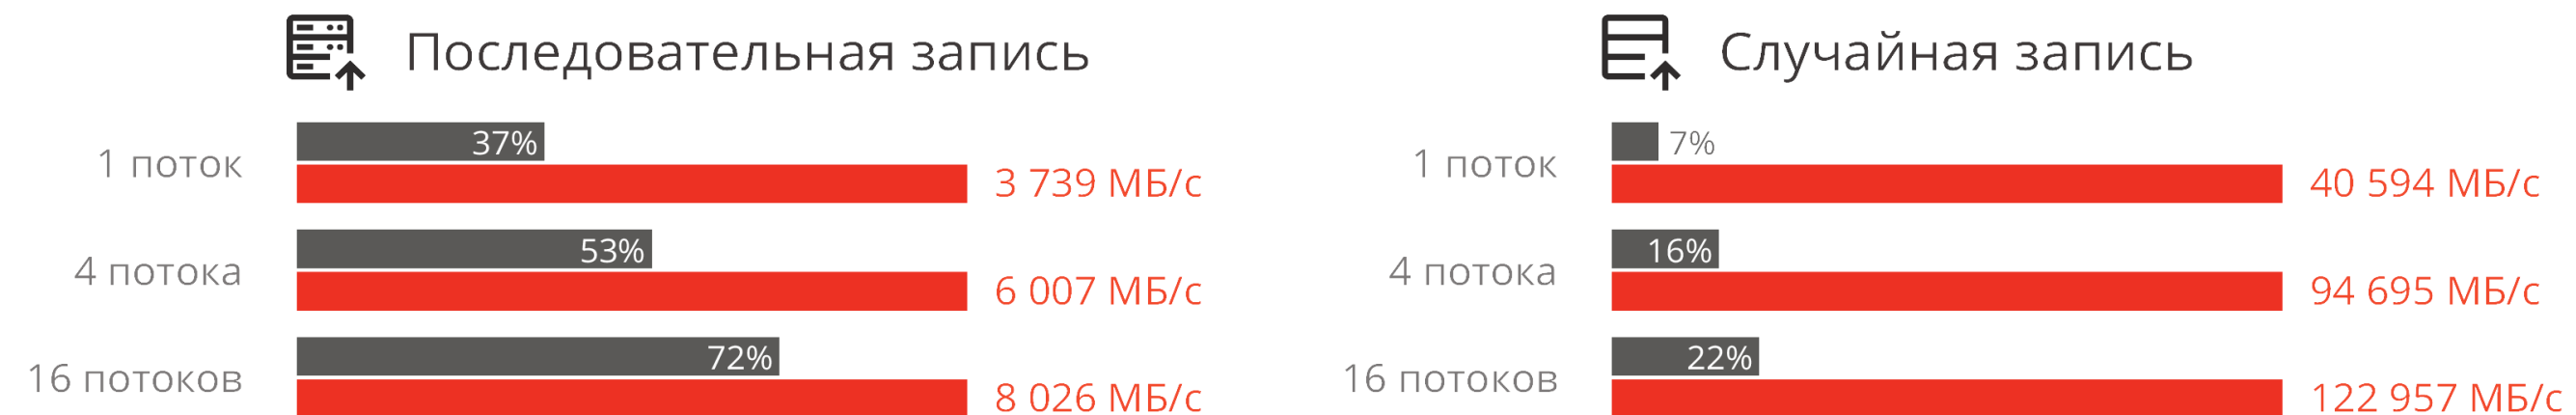 Последовательная запись
1 поток
37%
3 739 МБ/с
4 потока
53%
6 007 МБ/с
16 потоков
72%
8 026 МБ/с
Случайная запись
1 поток
7%
40 594 МБ/с
4 потока
16%
94 695 МБ/с
16 потоков
22%
122 957 МБ/с